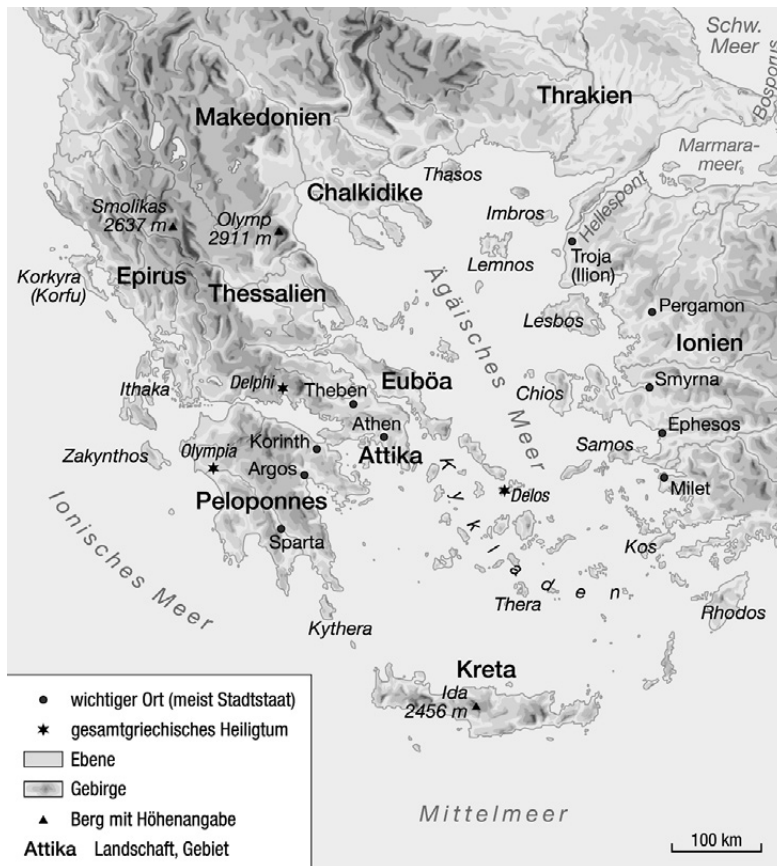 Schw.
Meer
Bosporus
Thrakien
Makedonien
Marmara-
meer
Thasos
Chalkidike
Smolikas
2637 m
Olymp
2911 m
Imbros
Hellespont
Korkyra
(Korfu)
Epirus
Lemnos
Troja
(Ilion)
Thessalien
Ägäisches Meer
Pergamon
Lesbos
Ionien
Ithaka
Delphi
Theben
Euböa
Chios
Smyrna
Athen
Zakynthos
Olympia
Korinth
Attika
Samos
Ephesos
Argos
Kykladen
Delos
Milet
Peloponnes
Ionisches Meer
Sparta
Kos
Thera
Rhodos
Kythera
Kreta
Ida
2456 m
wichtiger Ort (meist Stadtstaat)
gesamtgriechisches Heiligtum
Ebene
Gebirge
Berg mit Höhenangabe
Attika Landschaft, Gebiet
Mittelmeer
100 km